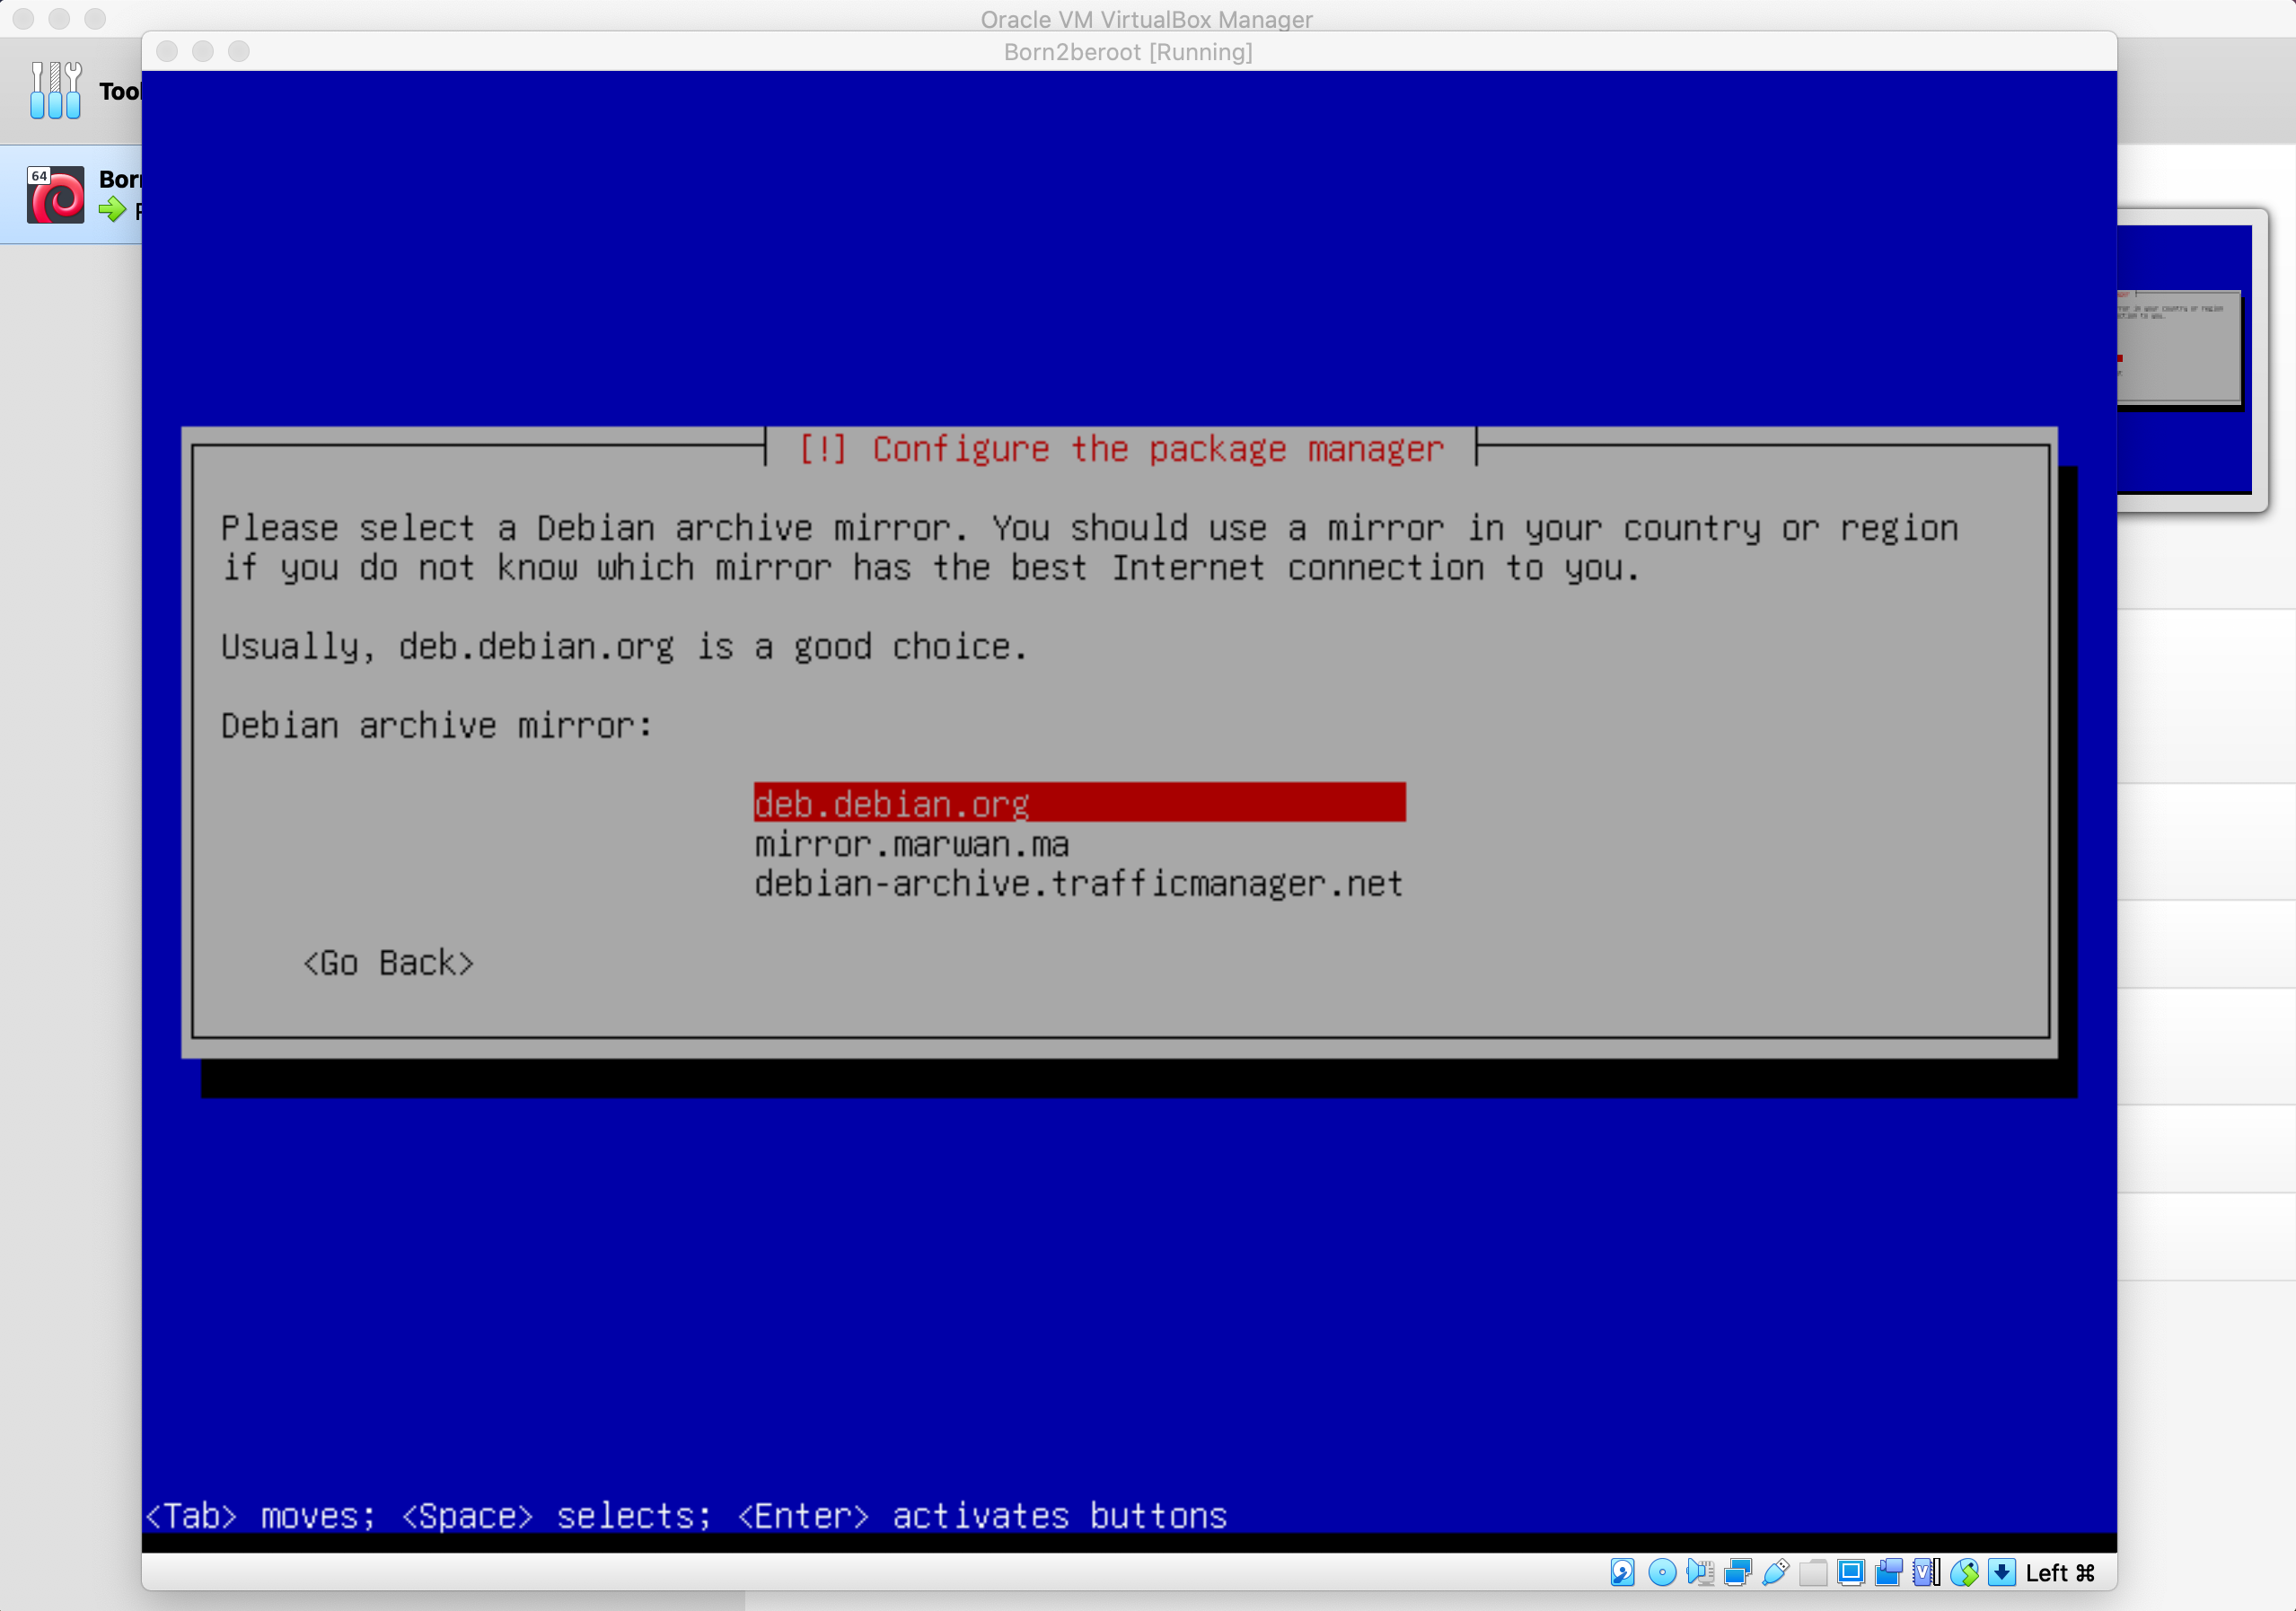 Oracle VM VirtualBox Manager
Born2beroot [Running]
Too
64
Bor
[!] Configure the package manager
Please select a Debian archive mirror. You should use a mirror in your country or region
if you do not know which mirror has the best Internet connection to you.
Usually, deb.debian.org is a good choice.
Debian archive mirror:
deb.debian.org
mirror.marwan.ma
debian-archive.trafficmanager.net
<Go Back>
<Tab> moves; <Space> selects; <Enter> activates buttons
Left ⌘